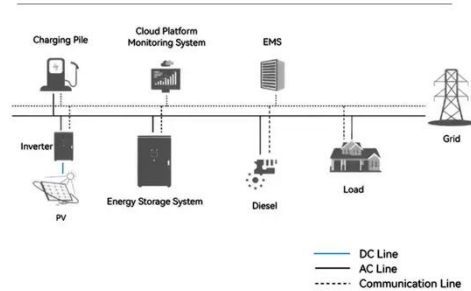 Charging Pile
Cloud Platform
Monitoring System
EMS
Grid
Inverter
PV
Energy Storage System
Diesel
Load
DC Line
AC Line
Communication Line